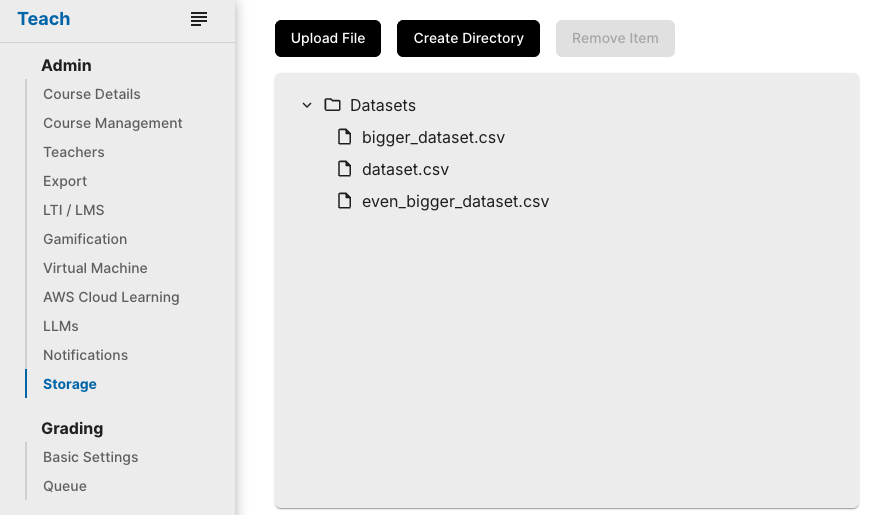 Teach
Admin
Course Details
Course Management
Teachers
Export
LTI / LMS
Gamification
Virtual Machine
AWS Cloud Learning
LLMs
Notifications
Storage
Grading
Basic Settings
Queue
Upload File
Create Directory
Remove Item
Datasets
bigger_dataset.csv
dataset.csv
even_bigger_dataset.csv